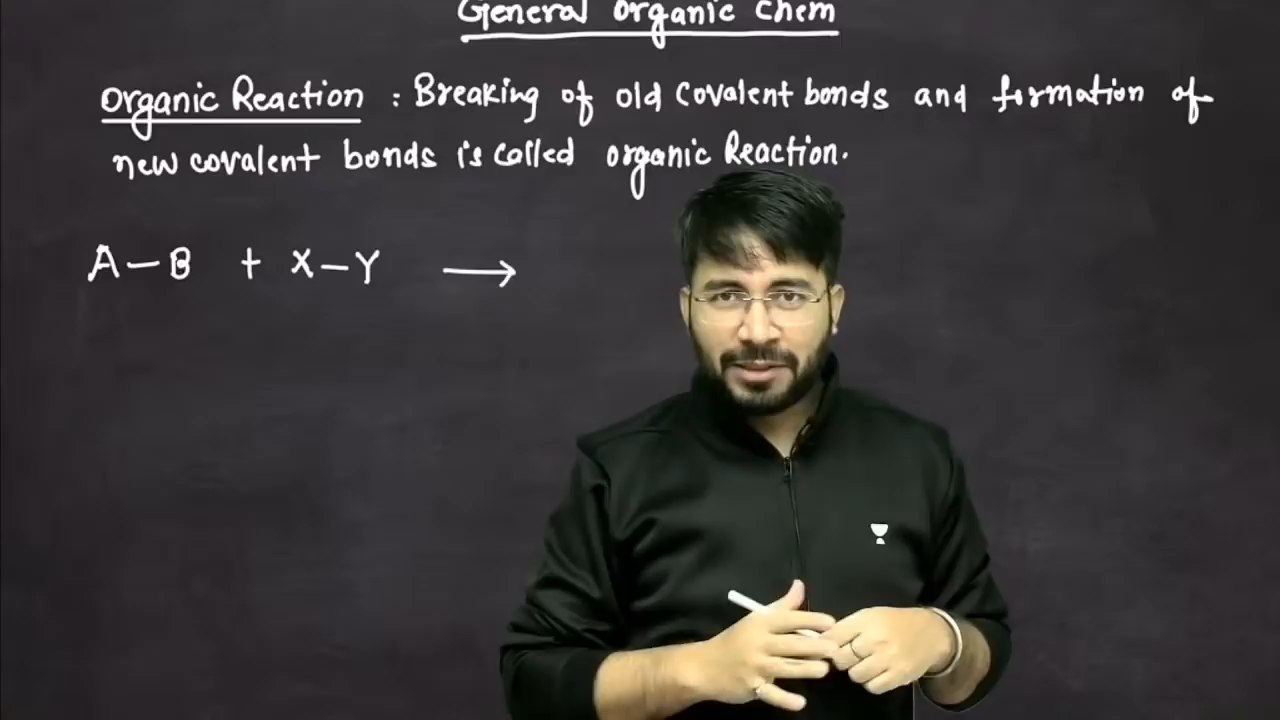 General Organic Chem
Organic Reaction : Breaking of old covalent bonds and formation of
new covalent bonds is called organic Reaction.
A – B + X – Y ⟶